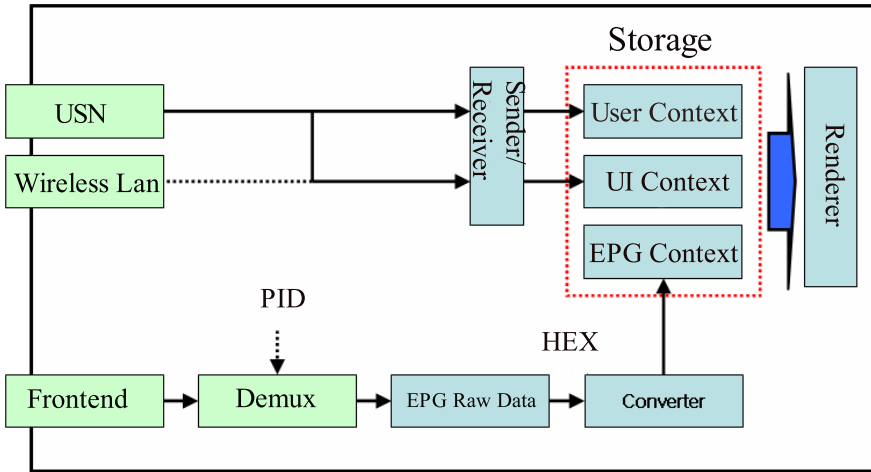 Storage
USN
Sender/
Receiver
User Context
Wireless Lan
UI Context
EPG Context
Renderer
PID
HEX
Frontend
Demux
EPG Raw Data
Converter